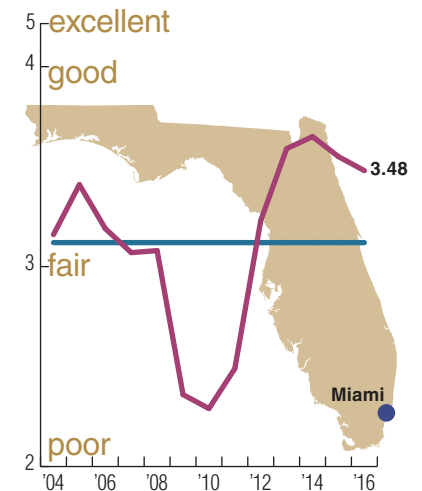 5 excellent
4 good
3.48
3 fair
Miami
poor
2
'04 '06 '08 '10 '12 '14 '16